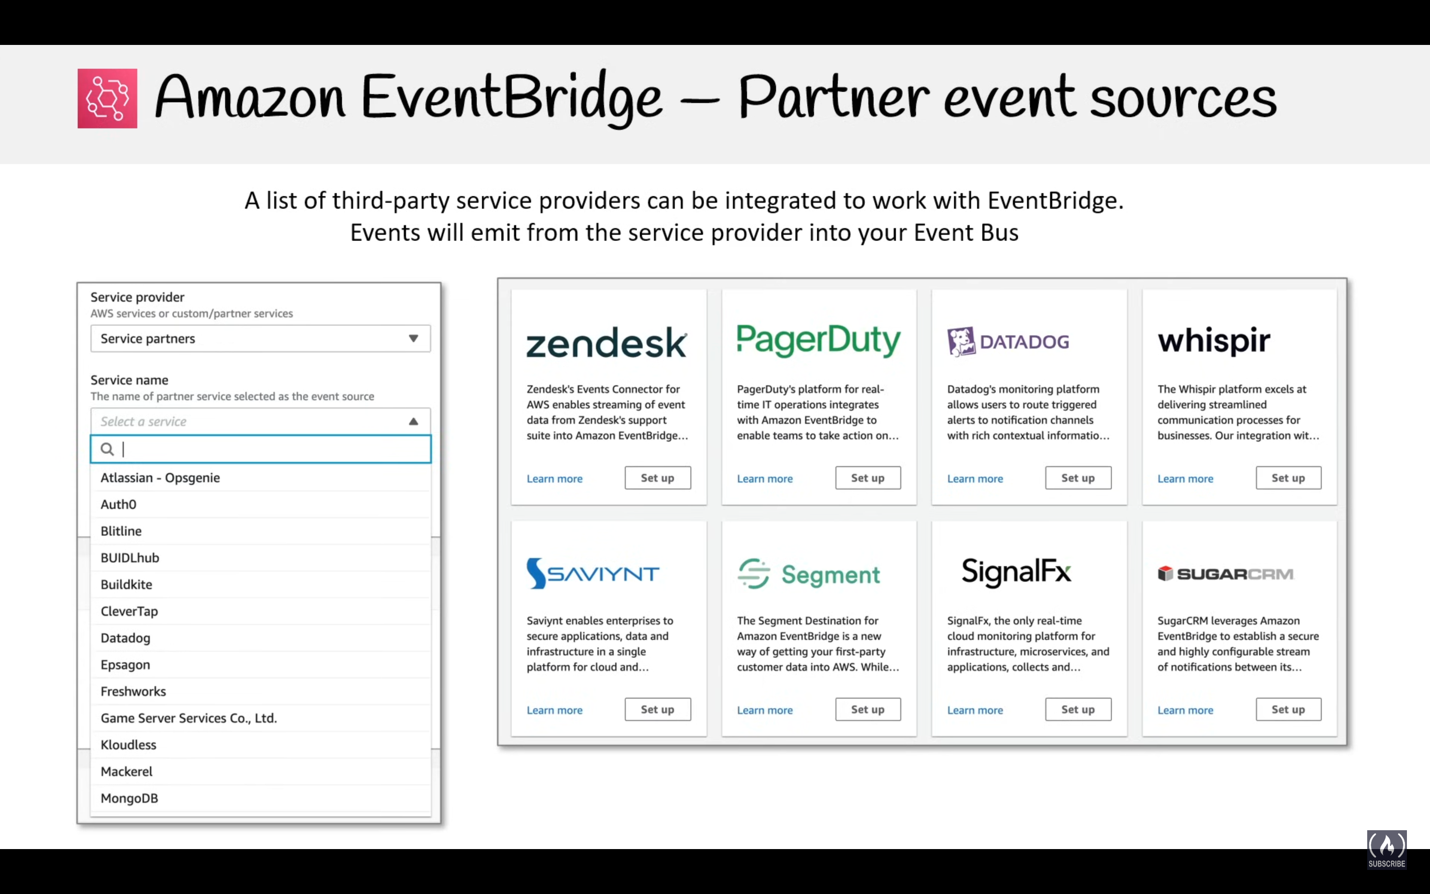 Amazon EventBridge – Partner event sources
A list of third-party service providers can be integrated to work with EventBridge.
Events will emit from the service provider into your Event Bus
Service provider
AWS services or custom/partner services
Service partners
Service name
The name of partner service selected as the event source
Select a service
Atlassian - Opsgenie
Auth0
Blitline
BUIDLhub
Buildkite
CleverTap
Datadog
Epsagon
Freshworks
Game Server Services Co., Ltd.
Kloudless
Mackerel
MongoDB
zendesk
Zendesk's Events Connector for
AWS enables streaming of event
data from Zendesk's support
suite into Amazon EventBridge...
Learn more
Set up
PagerDuty
PagerDuty's platform for real-
time IT operations integrates
with Amazon EventBridge to
enable teams to take action on...
Learn more
Set up
DATADOG
Datadog's monitoring platform
allows users to route triggered
alerts to notification channels
with rich contextual informatio...
Learn more
Set up
whispir
The Whispir platform excels at
delivering streamlined
communication processes for
businesses. Our integration wit...
Learn more
Set up
SAVIYNT
Saviynt enables enterprises to
secure applications, data and
infrastructure in a single
platform for cloud and...
Learn more
Set up
Segment
The Segment Destination for
Amazon EventBridge is a new
way of getting your first-party
customer data into AWS. While...
Learn more
Set up
SignalFx
SignalFx, the only real-time
cloud monitoring platform for
infrastructure, microservices, and
applications, collects and...
Learn more
Set up
SUGARCRM
SugarCRM leverages Amazon
EventBridge to establish a secure
and highly configurable stream
of notifications between its...
Learn more
Set up
SUBSCRIBE